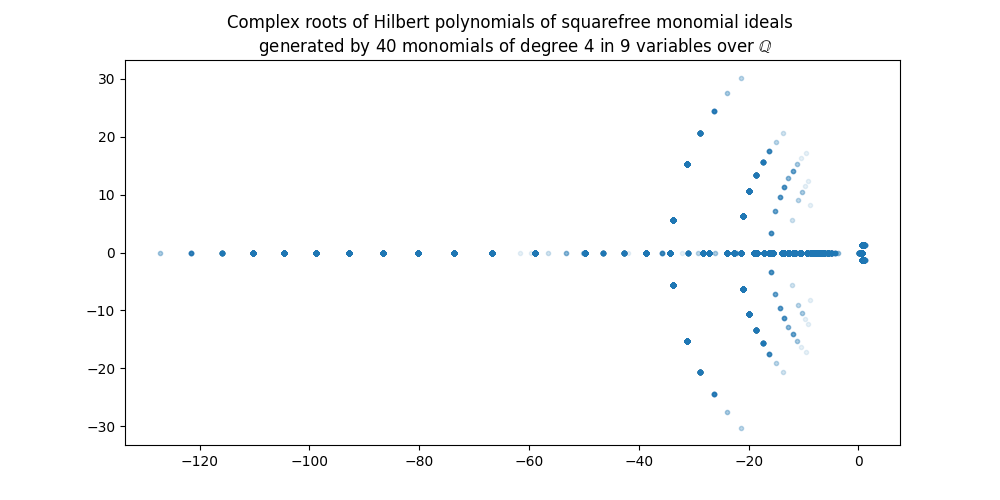 Complex roots of Hilbert polynomials of squarefree monomial ideals
generated by 40 monomials of degree 4 in 9 variables over ℚ
30
20
10
0
−10
−20
−30
−120 −100 −80 −60 −40 −20 0